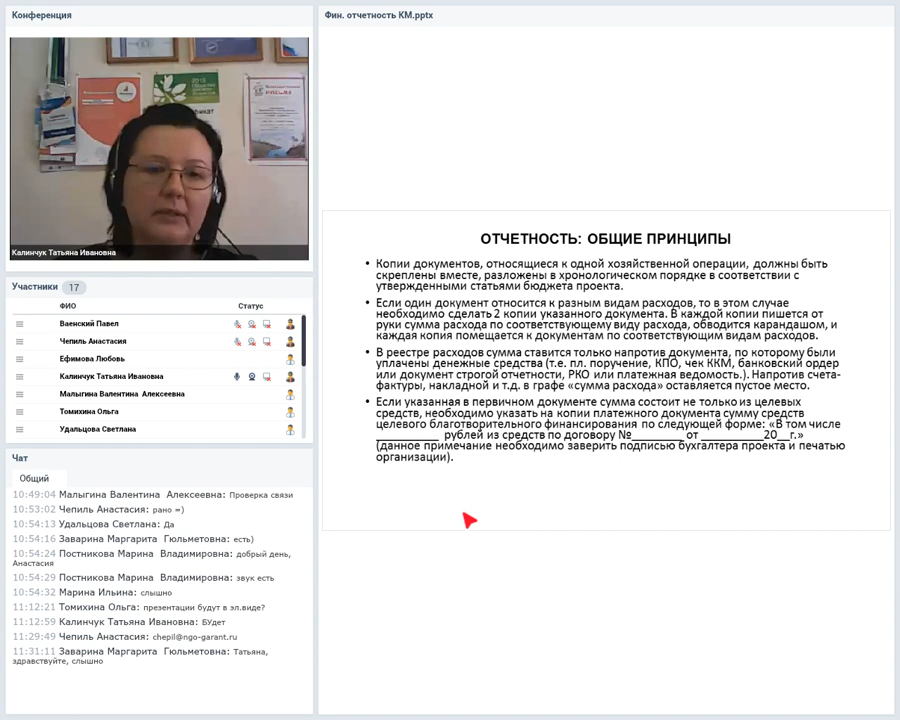 Конференция
Калинчук Татьяна Ивановна
Участники 17
ФИО Статус
Ваенский Павел
Чепиль Анастасия
Ефимова Любовь
Калинчук Татьяна Ивановна
Малыгина Валентина Алексеевна
Томихина Ольга
Удальцова Светлана
Чат
Общий
10:49:04 Малыгина Валентина Алексеевна: Проверка связи
10:53:02 Чепиль Анастасия: рано =)
10:54:13 Удальцова Светлана: Да
10:54:16 Заварина Маргарита Гюльметовна: есть)
10:54:24 Постникова Марина Владимировна: добрый день,
Анастасия
10:54:29 Постникова Марина Владимировна: звук есть
10:54:32 Марина Ильина: слышно
11:12:21 Томихина Ольга: презентации будут в эл.виде?
11:12:59 Калинчук Татьяна Ивановна: БУдет
11:29:49 Чепиль Анастасия: chepil@ngo-garant.ru
11:31:11 Заварина Маргарита Гюльметовна: Татьяна,
здравствуйте, слышно
Фин. отчетность КМ.pptx
ОТЧЕТНОСТЬ: ОБЩИЕ ПРИНЦИПЫ
• Копии документов, относящиеся к одной хозяйственной операции, должны быть
скреплены вместе, разложены в хронологическом порядке в соответствии с
утвержденными статьями бюджета проекта.
• Если один документ относится к разным видам расходов, то в этом случае
необходимо сделать 2 копии указанного документа. В каждой копии пишется от
руки сумма расхода по соответствующему виду расхода, обводится карандашом, и
каждая копия помещается к документам по соответствующим видам расходов.
• В реестре расходов сумма ставится только напротив документа, по которому были
уплачены денежные средства (т.е. пл. поручение, КПО, чек ККМ, банковский ордер
или документ строгой отчетности, РКО или платежная ведомость.). Напротив счета-
фактуры, накладной и т.д. в графе «сумма расхода» оставляется пустое место.
• Если указанная в первичном документе сумма состоит не только из целевых
средств, необходимо указать на копии платежного документа сумму средств
целевого благотворительного финансирования по следующей форме: «В том числе
__________ рублей из средств по договору №________ от __________20__г.»
(данное примечание необходимо заверить подписью бухгалтера проекта и печатью
организации).